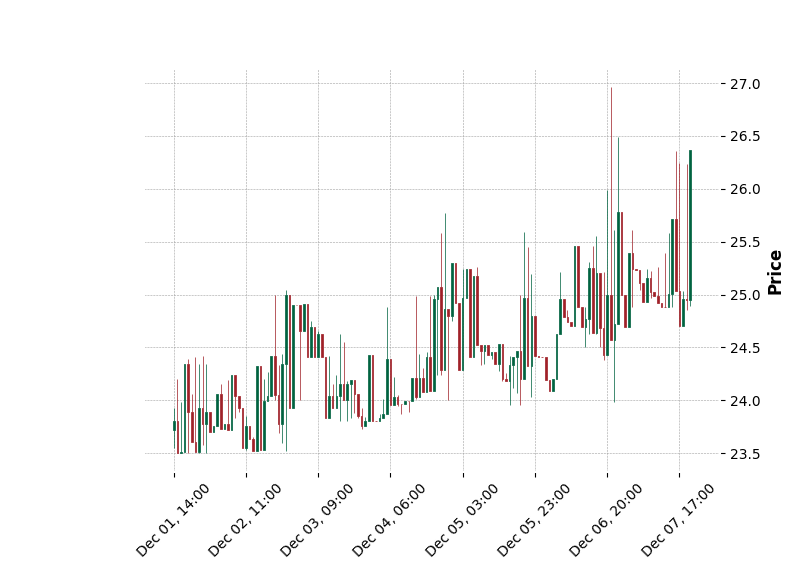 27.0
26.5
26.0
25.5
25.0
24.5
24.0
23.5
Price
Dec 01, 14:00
Dec 02, 11:00
Dec 03, 09:00
Dec 04, 06:00
Dec 05, 03:00
Dec 05, 23:00
Dec 06, 20:00
Dec 07, 17:00